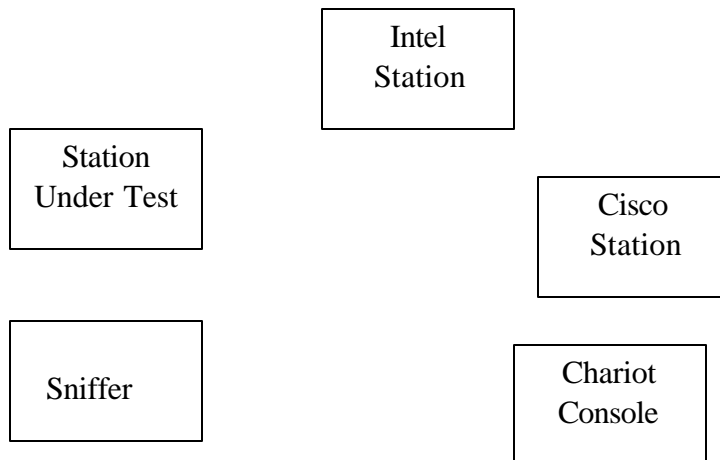 Intel
Station
Station
Under Test
Cisco
Station
Sniffer
Chariot
Console